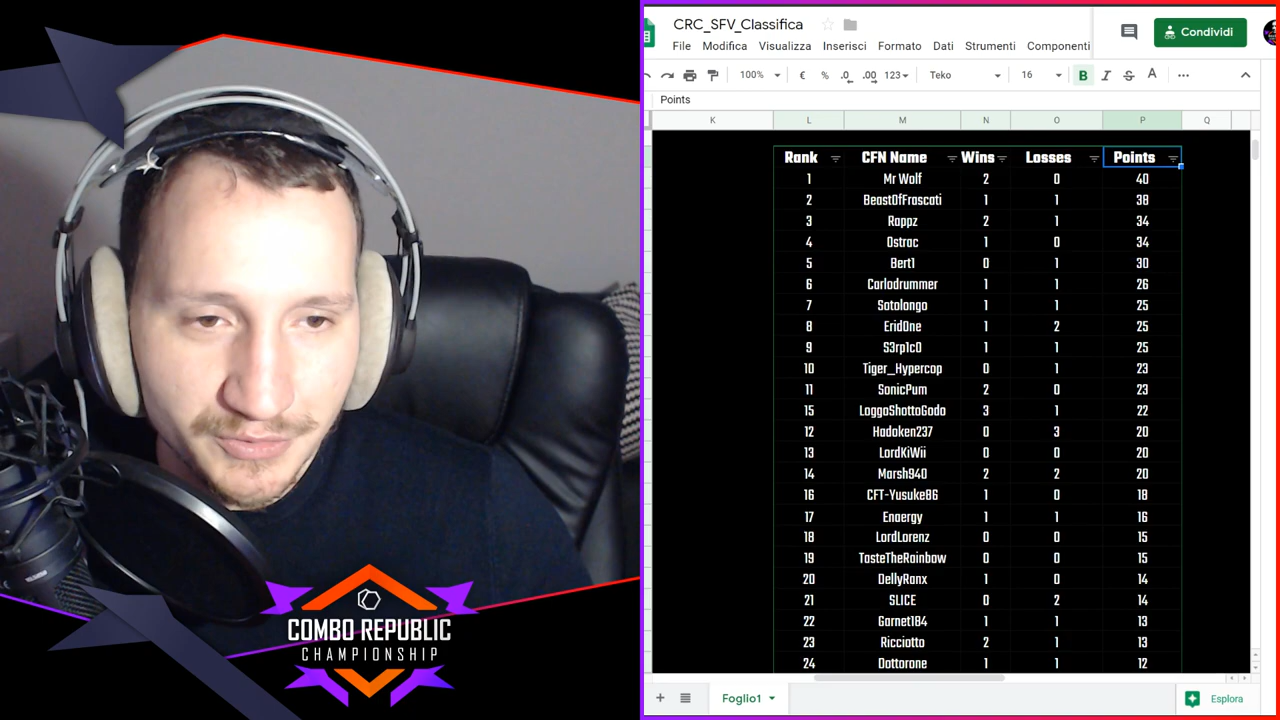 CRC_SFV_Classifica
File Modifica Visualizza Inserisci Formato Dati Strumenti Componenti
Condividi
100% € % .0 .00 123 Teko 16 B I S A
Points
K L M N O P Q
Rank CFN Name Wins Losses Points
1 Mr Wolf 2 0 40
2 BeastOfFrascati 1 1 38
3 Rappz 2 1 34
4 Ostrac 1 0 34
5 Bert1 0 1 30
6 Carlodrummer 1 1 26
7 Sotolongo 1 1 25
8 EridOne 1 2 25
9 S3rp1c0 1 1 25
10 Tiger_Hypercop 0 1 23
11 SonicPum 2 0 23
15 LoggoShottoGodo 3 1 22
12 Hadoken237 0 3 20
13 LordKiWii 0 0 20
14 Marsh940 2 2 20
16 CFT-Yusuke86 1 0 18
17 Enaergy 1 1 16
18 LordLorenz 0 0 15
19 TasteTheRainbow 0 0 15
20 DellyRanx 1 0 14
21 SLICE 0 2 14
22 Garnet184 1 1 13
23 Ricciotto 2 1 13
24 Dottorone 1 1 12
Foglio1
Esplora
COMBO REPUBLIC
CHAMPIONSHIP